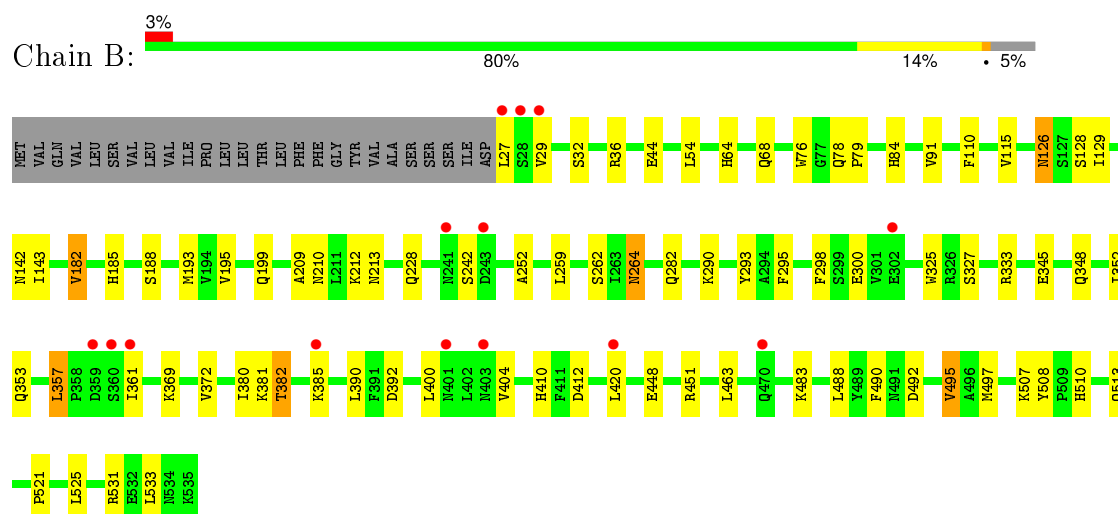 3%
Chain B:
80% 14% • 5%
MET VAL GLN VAL LEU SER VAL LEU VAL ILE PRO LEU LEU THR LEU PHE PHE GLY TYR VAL ALA SER SER SER ILE ASP L27 S28 V29 S32 R36 E44 L54 H64 Q68 W76 G77 Q78 P79 H84 V91 F110 V115 N126 S127 S128 I129
N142 I143 V182 H185 S188 M193 V194 V195 Q199 A209 N210 L211 K212 N213 Q228 N241 S242 D243 A252 L259 S262 I263 N264 Q282 K290 Y293 A294 F295 F298 S299 E300 V301 E302 W325 R326 S327 R333 E345 Q348
Q353 L357 P358 D359 S360 I361 K369 V372 I380 K381 T382 K385 L390 F391 D392 L400 N401 L402 N403 V404 H410 F411 D412 L420 E448 R451 L463 Q470 K483 L488 Y489 F490 N491 D492 V495 A496 M497 K507 Y508 P509 H510
P521 L525 R531 E532 L533 N534 K535